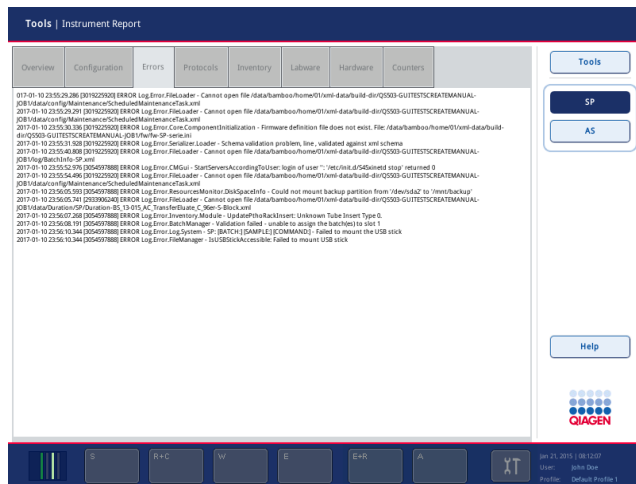 Tools | Instrument Report
Overview
Configuration
Errors
Protocols
Inventory
Labware
Hardware
Counters
017-01-10 23:55:29.286 [3019225920] ERROR Log.Error.FileLoader - Cannot open file /data/bamboo/home/01/xml-data/build-dir/QS503-GUITESTSCREATEMANUAL-
JOB1/data/config/Maintenance/ScheduledMaintenanceTask.xml
2017-01-10 23:55:29.291 [3019225920] ERROR Log.Error.FileLoader - Cannot open file /data/bamboo/home/01/xml-data/build-dir/QS503-GUITESTSCREATEMANUAL-
JOB1/data/config/Maintenance/ScheduledMaintenanceTask.xml
2017-01-10 23:55:30.336 [3019225920] ERROR Log.Error.Core.ComponentInitialization - Firmware definition file does not exist. File: /data/bamboo/home/01/xml-data/build-
dir/QS503-GUITESTSCREATEMANUAL-JOB1/fw/fw-SP-serie.ini
2017-01-10 23:55:31.928 [3019225920] ERROR Log.Error.Serializer.Loader - Schema validation problem, line , validated against xml schema
2017-01-10 23:55:40.808 [3019225920] ERROR Log.Error.FileLoader - Cannot open file /data/bamboo/home/01/xml-data/build-dir/QS503-GUITESTSCREATEMANUAL-
JOB1/log/BatchInfo-SP.xml
2017-01-10 23:55:52.976 [3054597888] ERROR Log.Error.CMGui - StartServersAccordingToUser: login of user '': '/etc/init.d/S45xinetd stop' returned 0
2017-01-10 23:55:54.496 [3054597888] ERROR Log.Error.FileLoader - Cannot open file /data/bamboo/home/01/xml-data/build-dir/QS503-GUITESTSCREATEMANUAL-
JOB1/data/config/Maintenance/ScheduledMaintenanceTask.xml
2017-01-10 23:56:05.593 [3054597888] ERROR Log.Error.ResourcesMonitor.DiskSpaceInfo - Could not mount backup partition from '/dev/sda2' to '/mnt/backup'
2017-01-10 23:56:05.741 [2933906240] ERROR Log.Error.FileLoader - Cannot open file /data/bamboo/home/01/xml-data/build-dir/QS503-GUITESTSCREATEMANUAL-
JOB1/data/Duration/SP/Duration-BS_13-015_AC_TransferEluate_C_96er-S-Block.xml
2017-01-10 23:56:07.268 [3054597888] ERROR Log.Error.Inventory.Module - UpdatePthoRackInsert: Unknown Tube Insert Type 0.
2017-01-10 23:56:08.191 [3054597888] ERROR Log.Error.BatchManager - Validation failed - unable to assign the batch(es) to slot 1
2017-01-10 23:56:10.344 [3054597888] ERROR Log.Error.Log.System - SP: [BATCH:] [SAMPLE:] [COMMAND:] - Failed to mount the USB stick
2017-01-10 23:56:10.344 [3054597888] ERROR Log.Error.FileManager - IsUSBStickAccessible: Failed to mount USB stick
Tools
SP
AS
Help
QIAGEN
S
R+C
W
E
E+R
A
Jan 21, 2015 | 08:12:07
User: John Doe
Profile: Default Profile 1